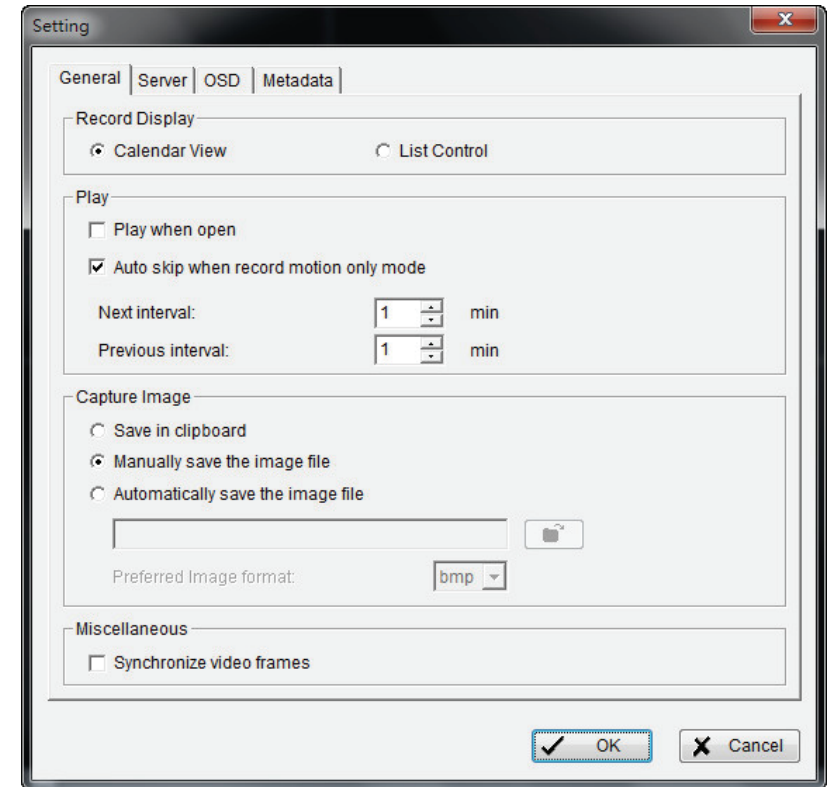 Setting
General Server OSD Metadata
Record Display
Calendar View List Control
Play
Play when open
Auto skip when record motion only mode
Next interval: 1 min
Previous interval: 1 min
Capture Image
Save in clipboard
Manually save the image file
Automatically save the image file
Preferred Image format: bmp
Miscellaneous
Synchronize video frames
OK Cancel